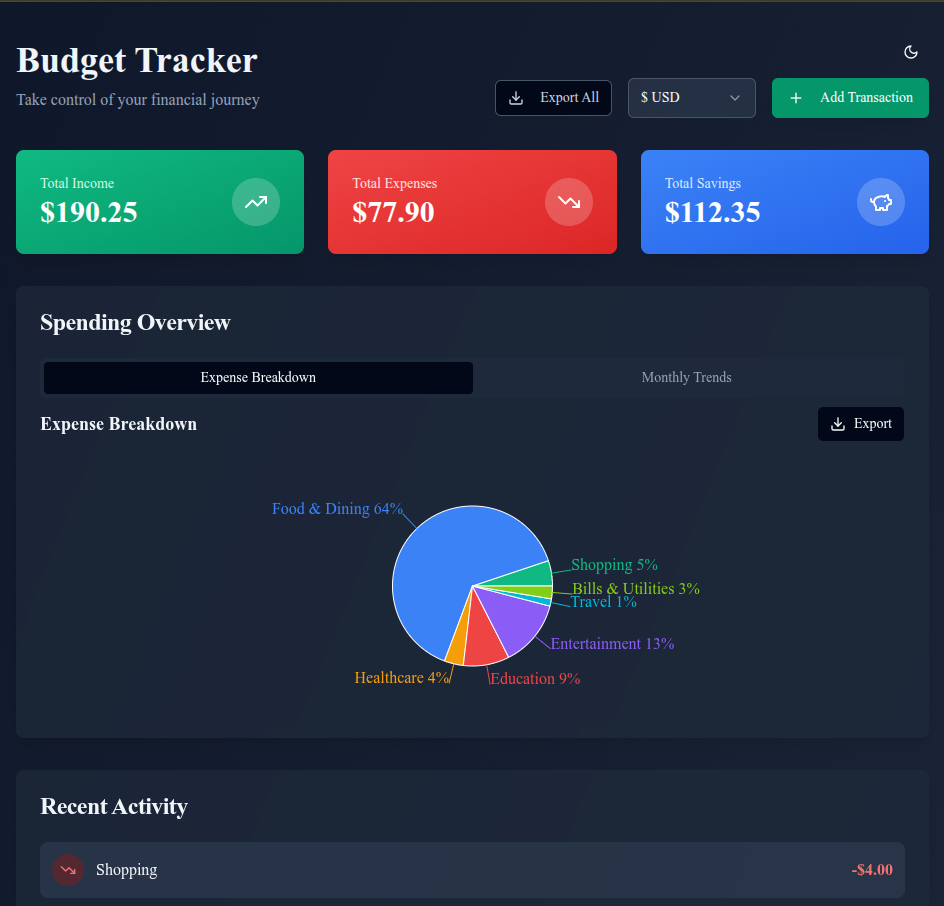 Budget Tracker
Take control of your financial journey
Export All
$ USD
Add Transaction
Total Income
$190.25
Total Expenses
$77.90
Total Savings
$112.35
Spending Overview
Expense Breakdown
Monthly Trends
Expense Breakdown
Export
Food & Dining 64%
Shopping 5%
Bills & Utilities 3%
Travel 1%
Entertainment 13%
Healthcare 4%
Education 9%
Recent Activity
Shopping
-$4.00